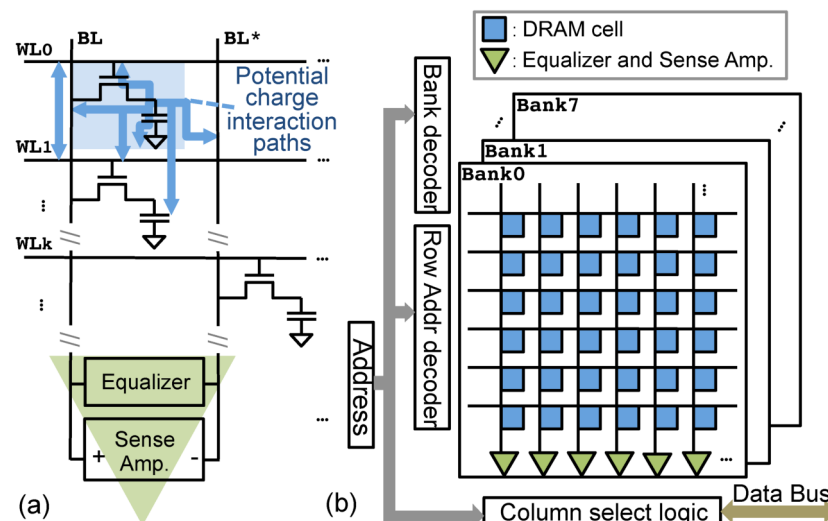 BL
BL*
WL0
Potential
charge
interaction
paths
...
WL1
...
...
WLk
...
...
Equalizer
...
Sense
Amp.
+
-
(a)
: DRAM cell
: Equalizer and Sense Amp.
Bank decoder
Row Addr decoder
Address
Bank7
...
...
Bank1
Bank0
...
...
(b)
Column select logic
Data Bus